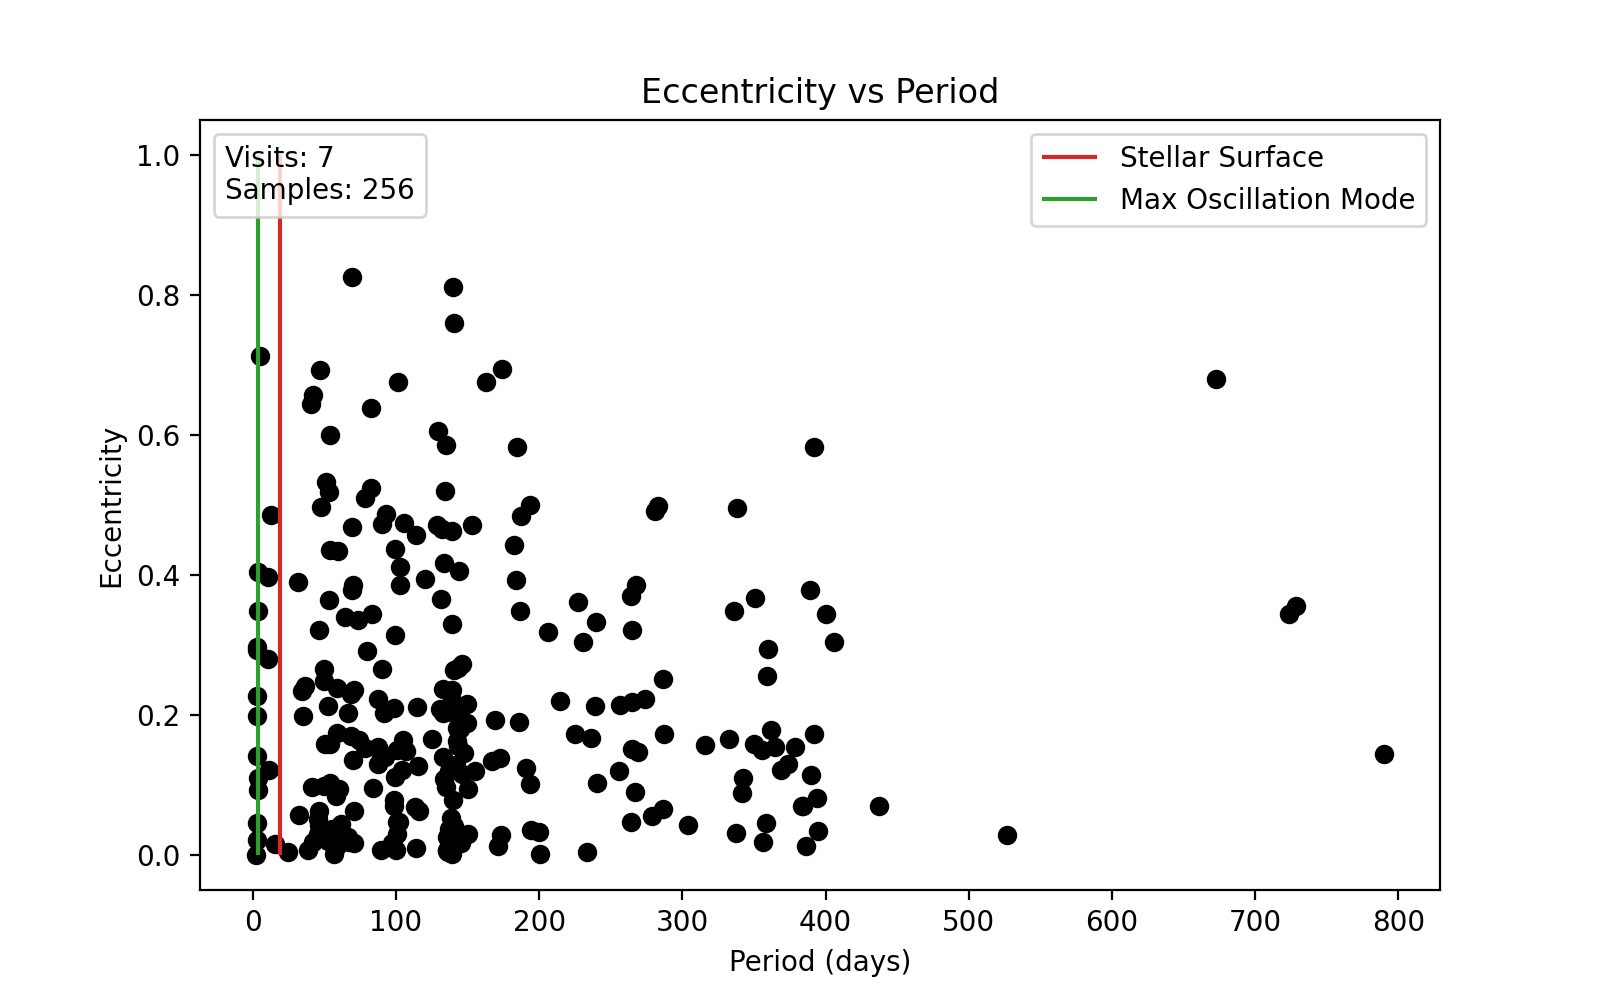 Eccentricity vs Period
Visits: 7
Samples: 256
Stellar Surface
Max Oscillation Mode
Eccentricity
1.0
0.8
0.6
0.4
0.2
0.0
0 100 200 300 400 500 600 700 800
Period (days)